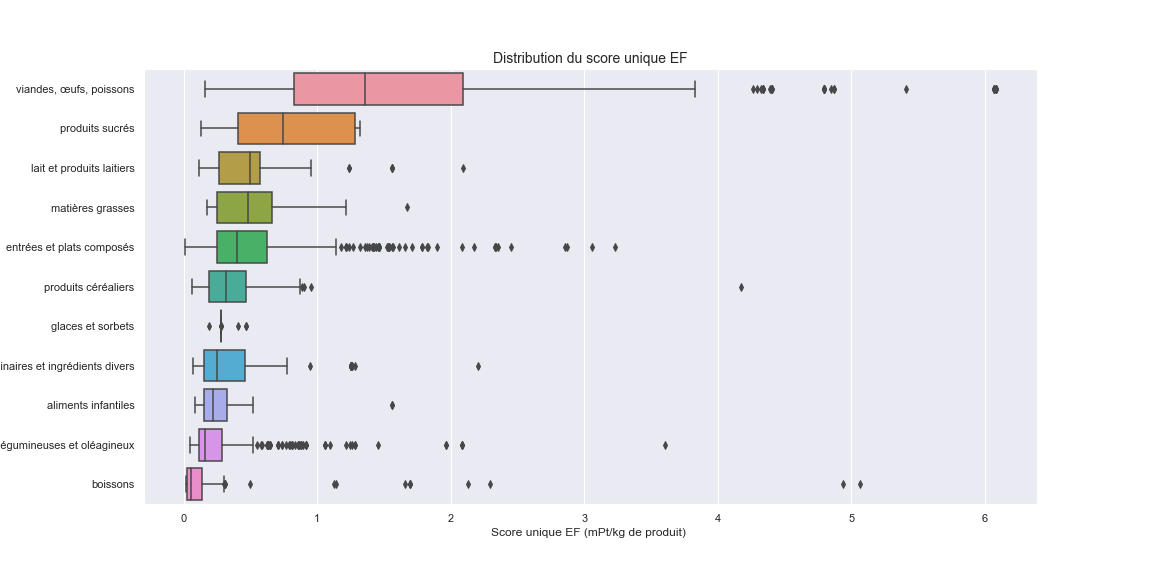 Distribution du score unique EF
viandes, œufs, poissons
produits sucrés
lait et produits laitiers
matières grasses
entrées et plats composés
produits céréaliers
glaces et sorbets
inaires et ingrédients divers
aliments infantiles
égumineuses et oléagineux
boissons
0 1 2 3 4 5 6
Score unique EF (mPt/kg de produit)